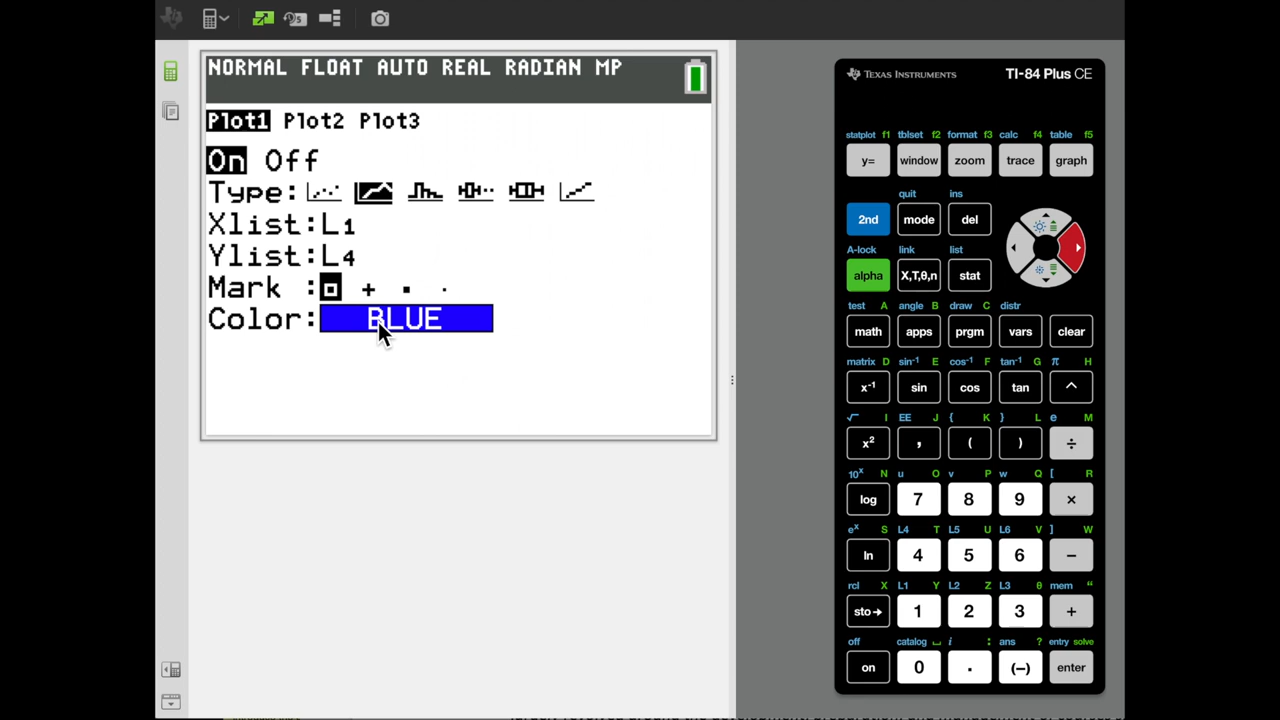 NORMAL FLOAT AUTO REAL RADIAN MP
Plot1 Plot2 Plot3
On Off
Type:
Xlist:L1
Ylist:L4
Mark :
Color: BLUE
TEXAS INSTRUMENTS TI-84 Plus CE
statplot f1 tblset f2 format f3 calc f4 table f5
y= window zoom trace graph
quit ins
2nd mode del
A-lock link list
alpha X,T,θ,n stat
test A angle B draw C distr
math apps prgm vars clear
matrix D sin⁻¹ E cos⁻¹ F tan⁻¹ G π H
x⁻¹ sin cos tan ^
√ I EE J { K } L e M
x² , ( ) ÷
10ˣ N u O v P w Q [ R
log 7 8 9 ×
eˣ S L4 T L5 U L6 V ] W
ln 4 5 6 −
rcl X L1 Y L2 Z L3 θ mem "
sto→ 1 2 3 +
off catalog ⎵ i : ans ? entry solve
on 0 . (−) enter